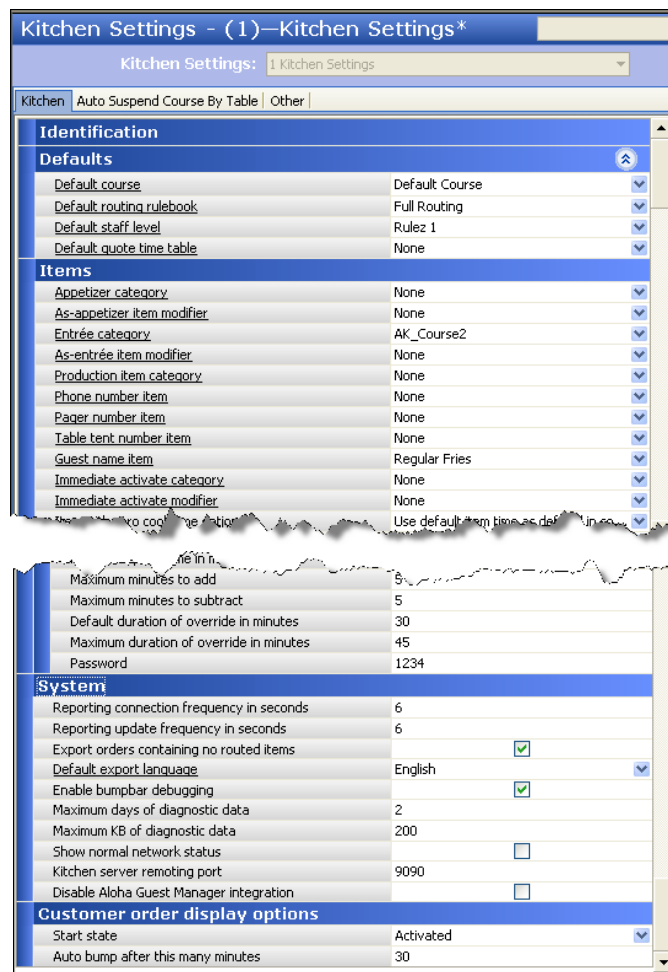 Kitchen Settings - (1)—Kitchen Settings*
Kitchen Settings: 1 Kitchen Settings
Kitchen Auto Suspend Course By Table Other
Identification
Defaults
Default course Default Course
Default routing rulebook Full Routing
Default staff level Rulez 1
Default quote time table None
Items
Appetizer category None
As-appetizer item modifier None
Entrée category AK_Course2
As-entrée item modifier None
Production item category None
Phone number item None
Pager number item None
Table tent number item None
Guest name item Regular Fries
Immediate activate category None
Immediate activate modifier None
Use default item time as def
Maximum minutes to add 5
Maximum minutes to subtract 5
Default duration of override in minutes 30
Maximum duration of override in minutes 45
Password 1234
System
Reporting connection frequency in seconds 6
Reporting update frequency in seconds 6
Export orders containing no routed items
Default export language English
Enable bumpbar debugging
Maximum days of diagnostic data 2
Maximum KB of diagnostic data 200
Show normal network status
Kitchen server remoting port 9090
Disable Aloha Guest Manager integration
Customer order display options
Start state Activated
Auto bump after this many minutes 30